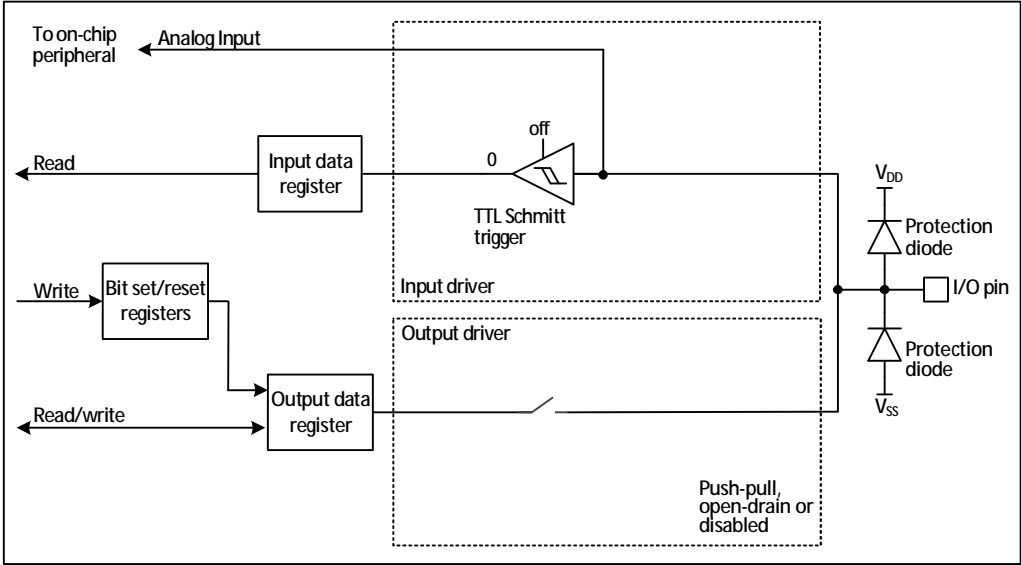 To on-chip
peripheral
Analog Input
off
Read
Input data
register
0
TTL Schmitt
trigger
VDD
Protection
diode
Input driver
I/O pin
Write
Bit set/reset
registers
Output driver
Protection
diode
VSS
Read/write
Output data
register
Push-pull,
open-drain or
disabled